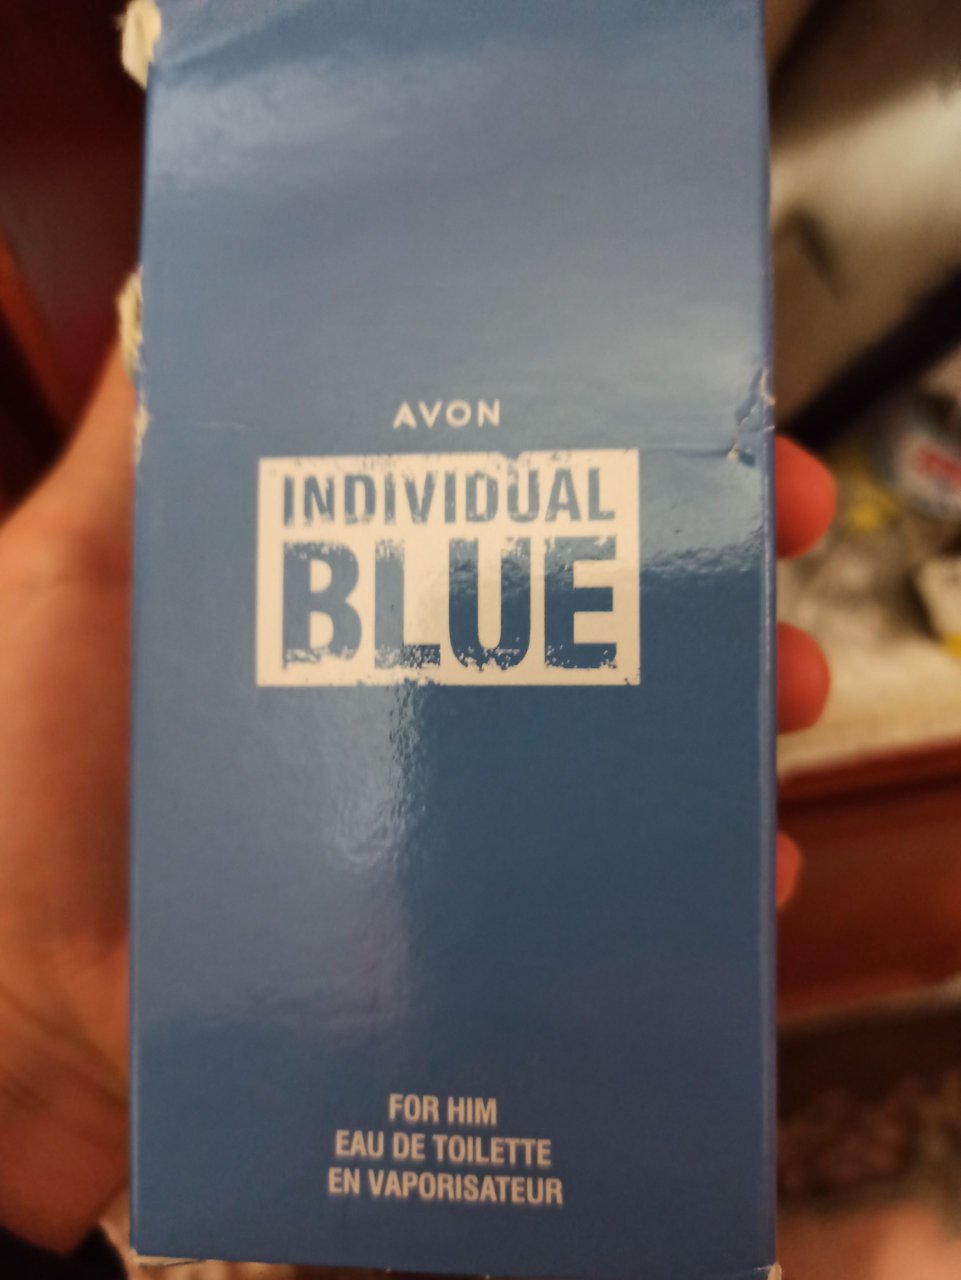 AVON
INDIVIDUAL
BLUE
FOR HIM
EAU DE TOILETTE
EN VAPORISATEUR